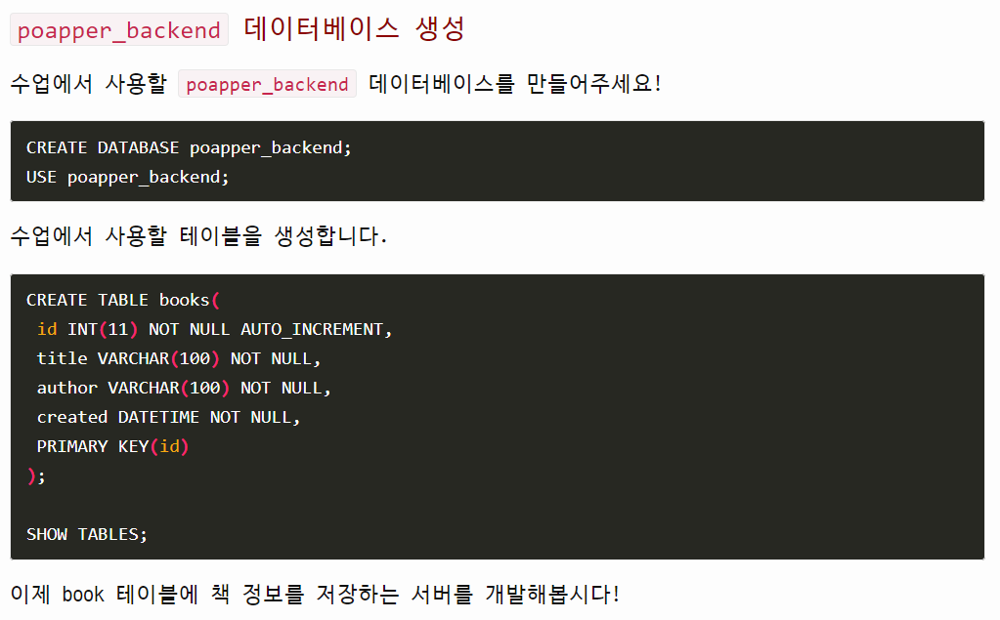 poapper_backend 데이터베이스 생성
수업에서 사용할 poapper_backend 데이터베이스를 만들어주세요!
CREATE DATABASE poapper_backend;
USE poapper_backend;
수업에서 사용할 테이블을 생성합니다.
CREATE TABLE books(
 id INT(11) NOT NULL AUTO_INCREMENT,
 title VARCHAR(100) NOT NULL,
 author VARCHAR(100) NOT NULL,
 created DATETIME NOT NULL,
 PRIMARY KEY(id)
);
SHOW TABLES;
이제 book 테이블에 책 정보를 저장하는 서버를 개발해봅시다!